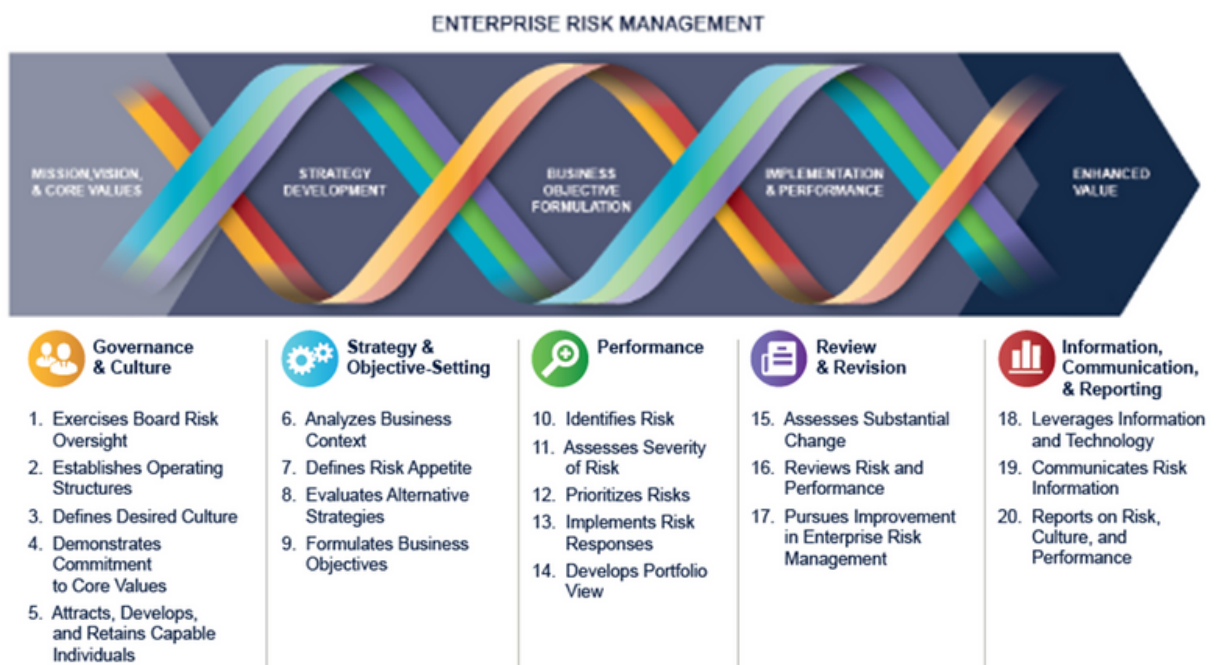 ENTERPRISE RISK MANAGEMENT
MISSION, VISION,
& CORE VALUES
STRATEGY
DEVELOPMENT
BUSINESS
OBJECTIVE
FORMULATION
IMPLEMENTATION
& PERFORMANCE
ENHANCED
VALUE
Governance
& Culture
1. Exercises Board Risk
Oversight
2. Establishes Operating
Structures
3. Defines Desired Culture
4. Demonstrates
Commitment
to Core Values
5. Attracts, Develops,
and Retains Capable
Individuals
Strategy &
Objective-Setting
6. Analyzes Business
Context
7. Defines Risk Appetite
8. Evaluates Alternative
Strategies
9. Formulates Business
Objectives
Performance
10. Identifies Risk
11. Assesses Severity
of Risk
12. Prioritizes Risks
13. Implements Risk
Responses
14. Develops Portfolio
View
Review
& Revision
15. Assesses Substantial
Change
16. Reviews Risk and
Performance
17. Pursues Improvement
in Enterprise Risk
Management
Information,
Communication,
& Reporting
18. Leverages Information
and Technology
19. Communicates Risk
Information
20. Reports on Risk,
Culture, and
Performance